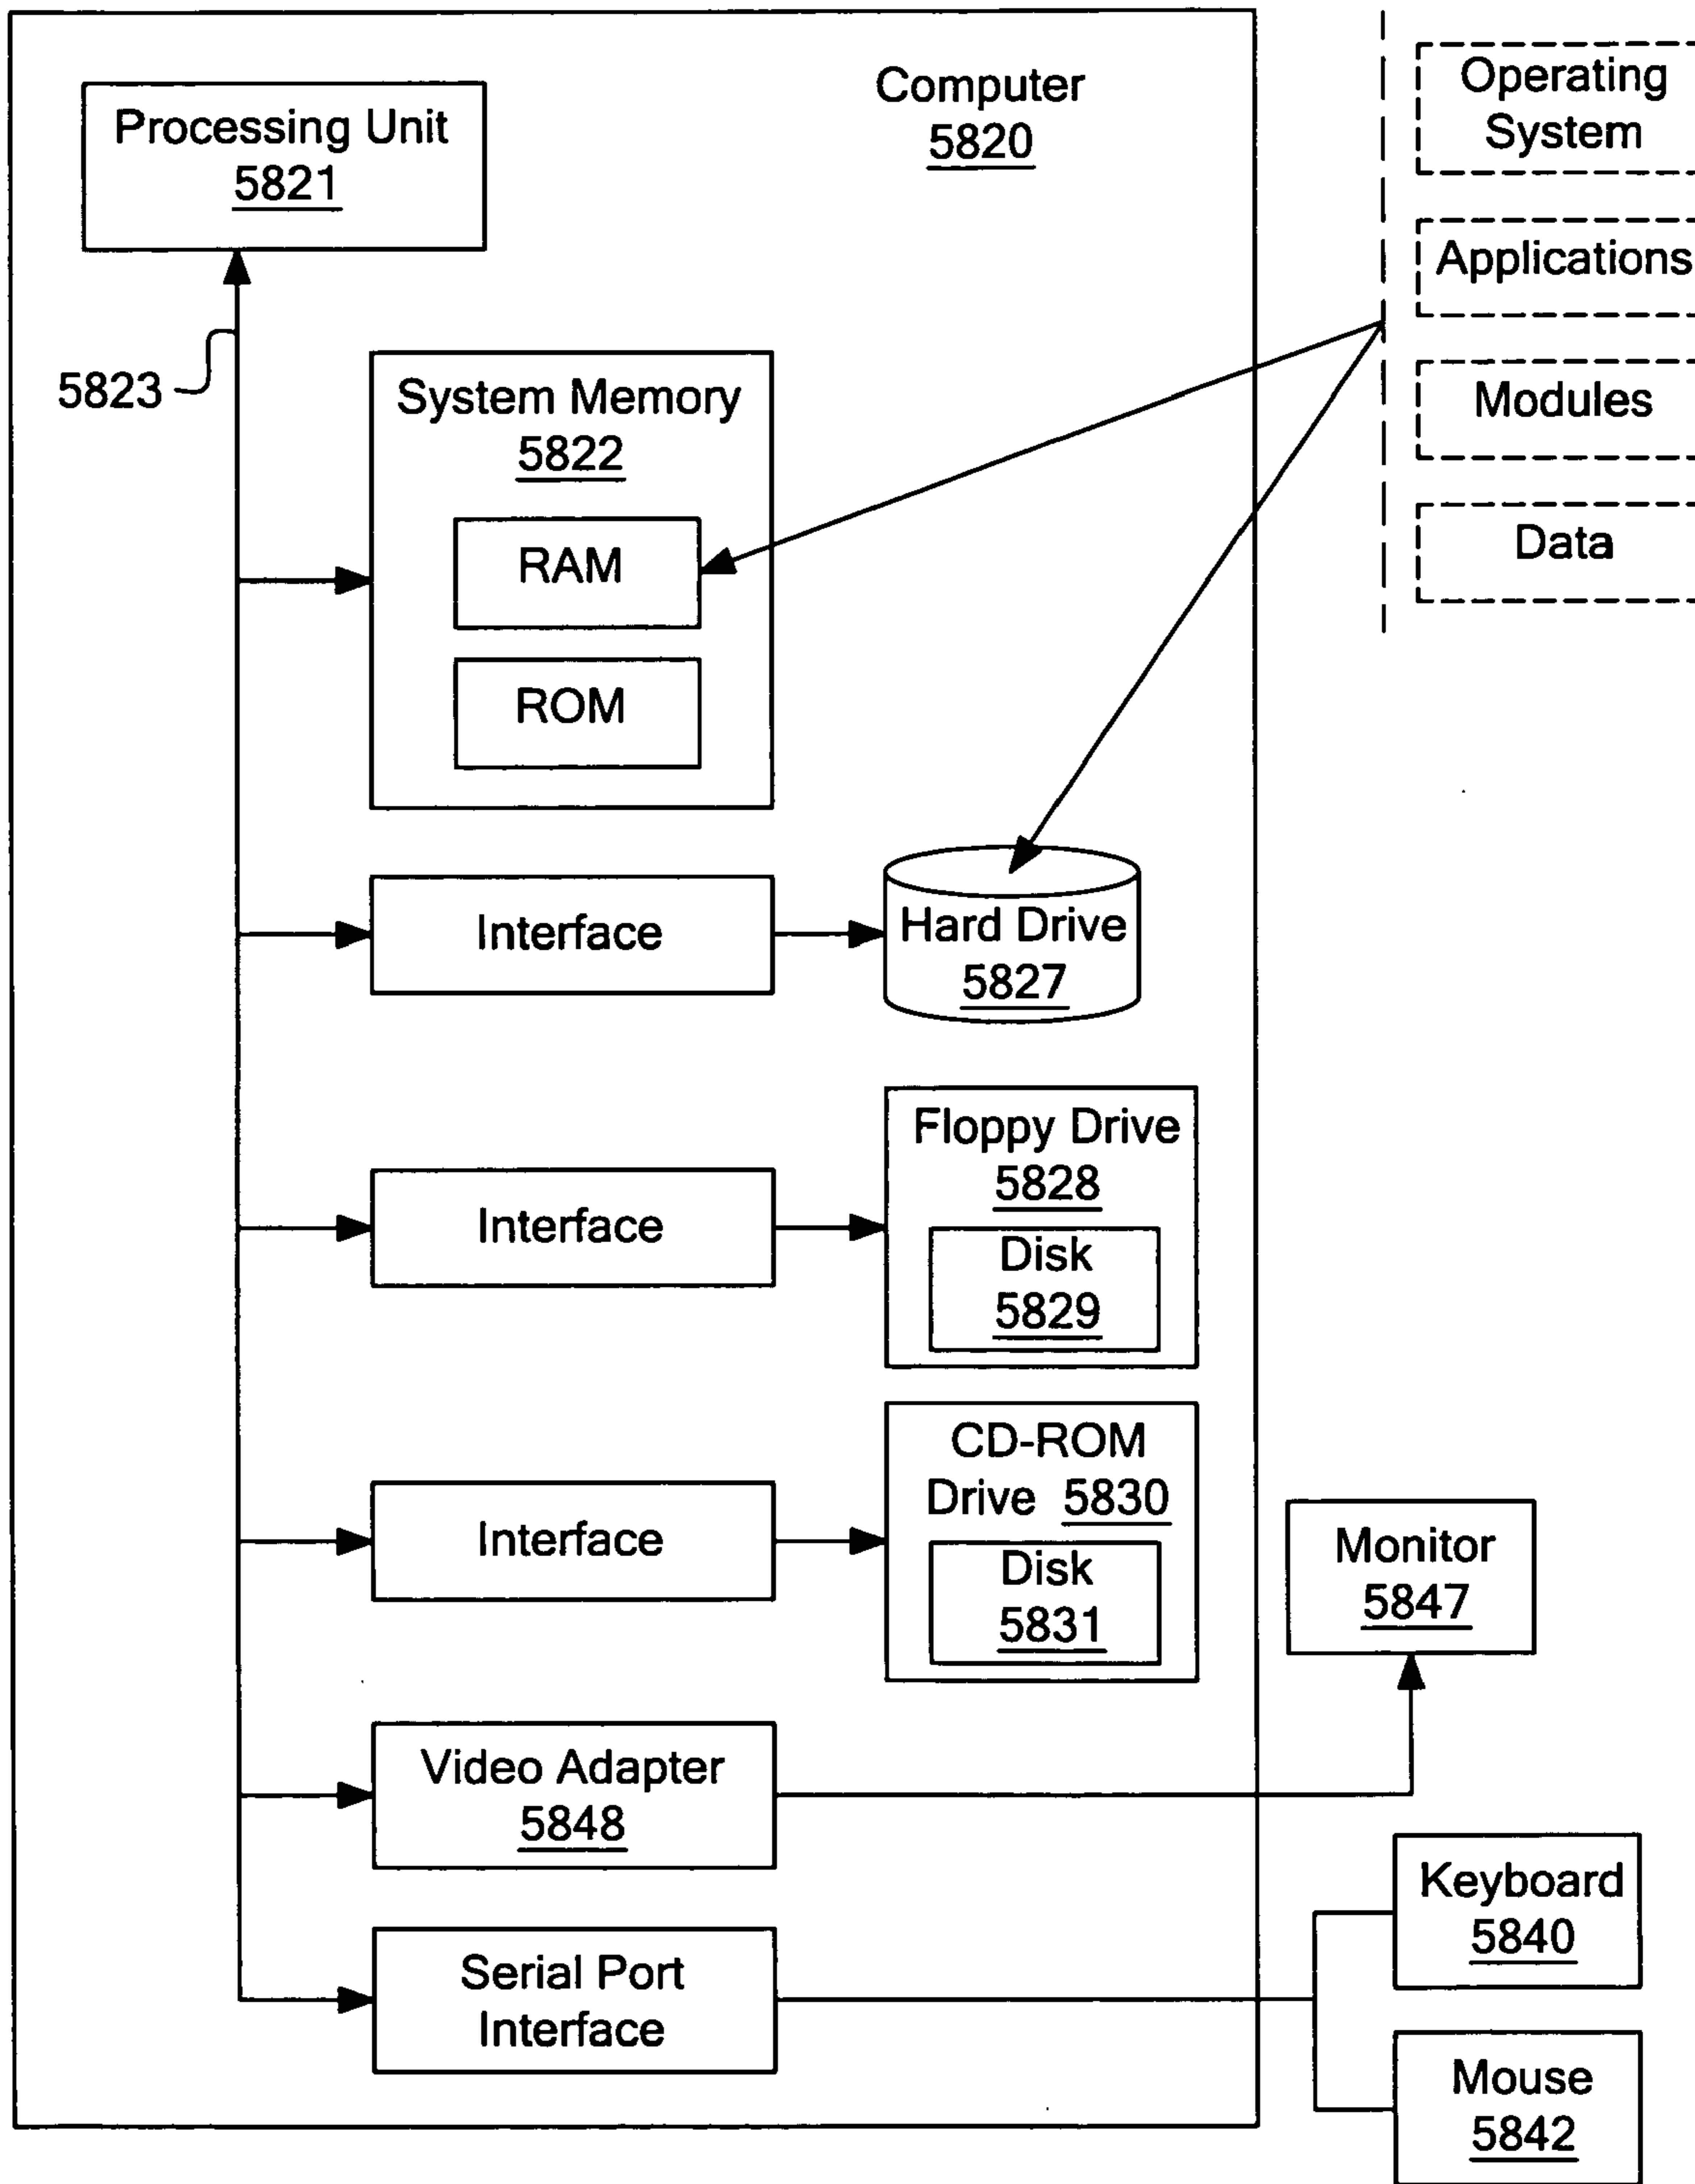 Computer
5820
Processing Unit
5821
5823
System Memory
5822
RAM
ROM
Operating
System
Applications
Modules
Data
Interface
Hard Drive
5827
Interface
Floppy Drive
5828
Disk
5829
Interface
CD-ROM
Drive 5830
Disk
5831
Monitor
5847
Video Adapter
5848
Serial Port
Interface
Keyboard
5840
Mouse
5842